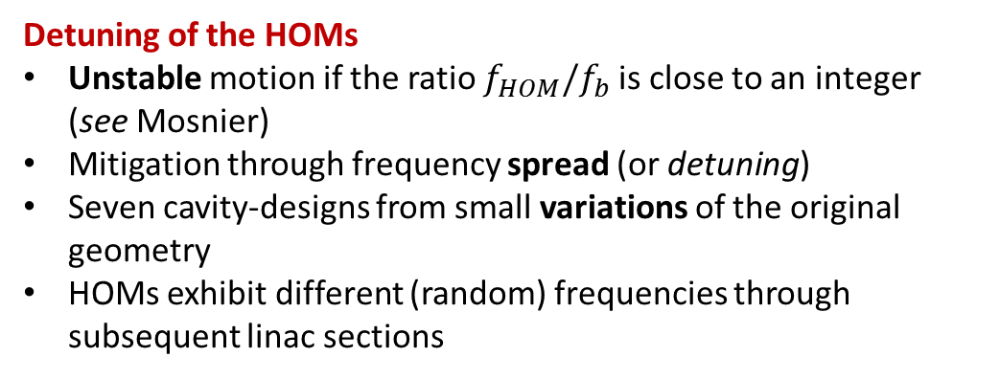 Detuning of the HOMs
• Unstable motion if the ratio f_{HOM}/f_b is close to an integer
(see Mosnier)
• Mitigation through frequency spread (or detuning)
• Seven cavity-designs from small variations of the original
geometry
• HOMs exhibit different (random) frequencies through
subsequent linac sections